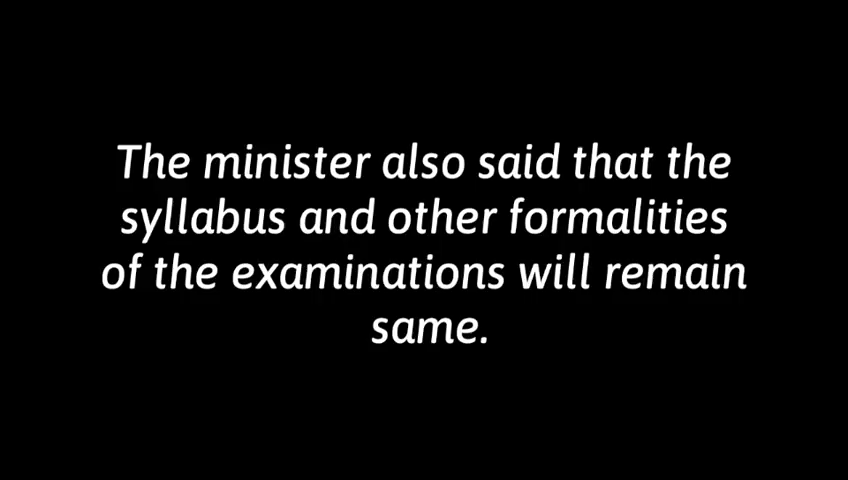 The minister also said that the
syllabus and other formalities
of the examinations will remain
same.